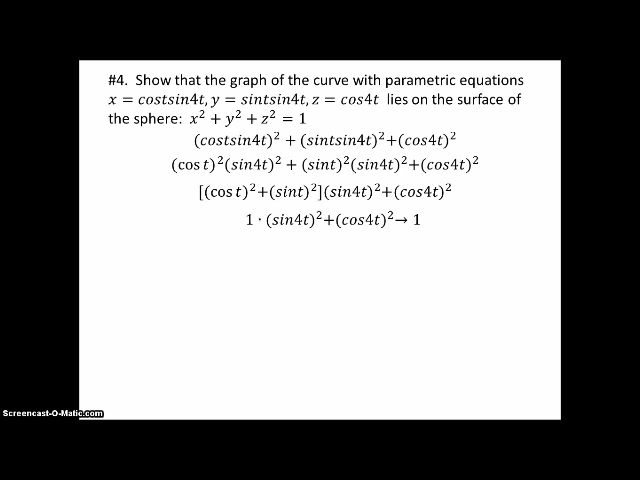 #4. Show that the graph of the curve with parametric equations
x = costsin4t, y = sintsin4t, z = cos4t lies on the surface of
the sphere: x² + y² + z² = 1
(costsin4t)² + (sintsin4t)²+(cos4t)²
(cos t)²(sin4t)² + (sint)²(sin4t)²+(cos4t)²
[(cos t)²+(sint)²](sin4t)²+(cos4t)²
1 · (sin4t)²+(cos4t)²→ 1
Screencast-O-Matic.com